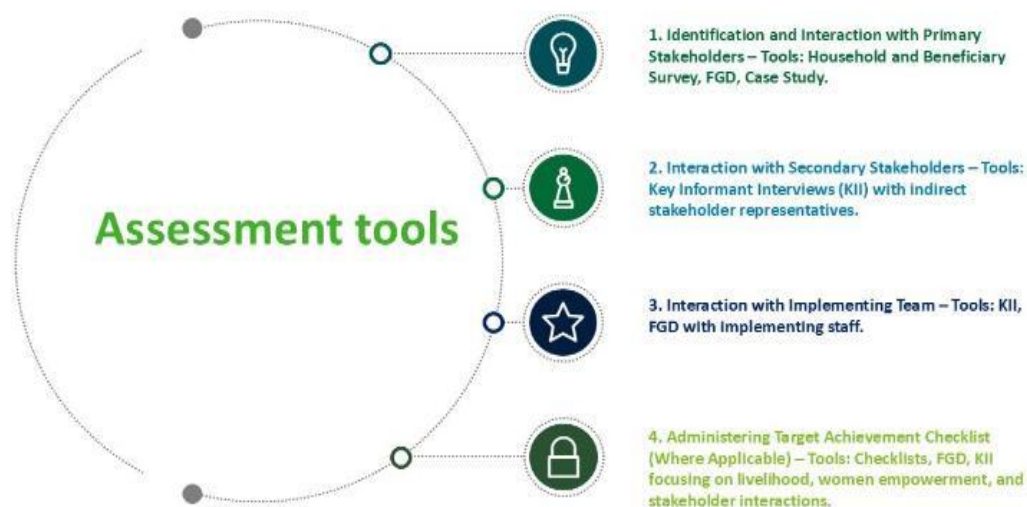 Assessment tools
1. Identification and Interaction with Primary
Stakeholders – Tools: Household and Beneficiary
Survey, FGD, Case Study.
2. Interaction with Secondary Stakeholders – Tools:
Key Informant Interviews (KII) with indirect
stakeholder representatives.
3. Interaction with Implementing Team – Tools: KII,
FGD with implementing staff.
4. Administering Target Achievement Checklist
(Where Applicable) – Tools: Checklists, FGD, KII
focusing on livelihood, women empowerment, and
stakeholder interactions.